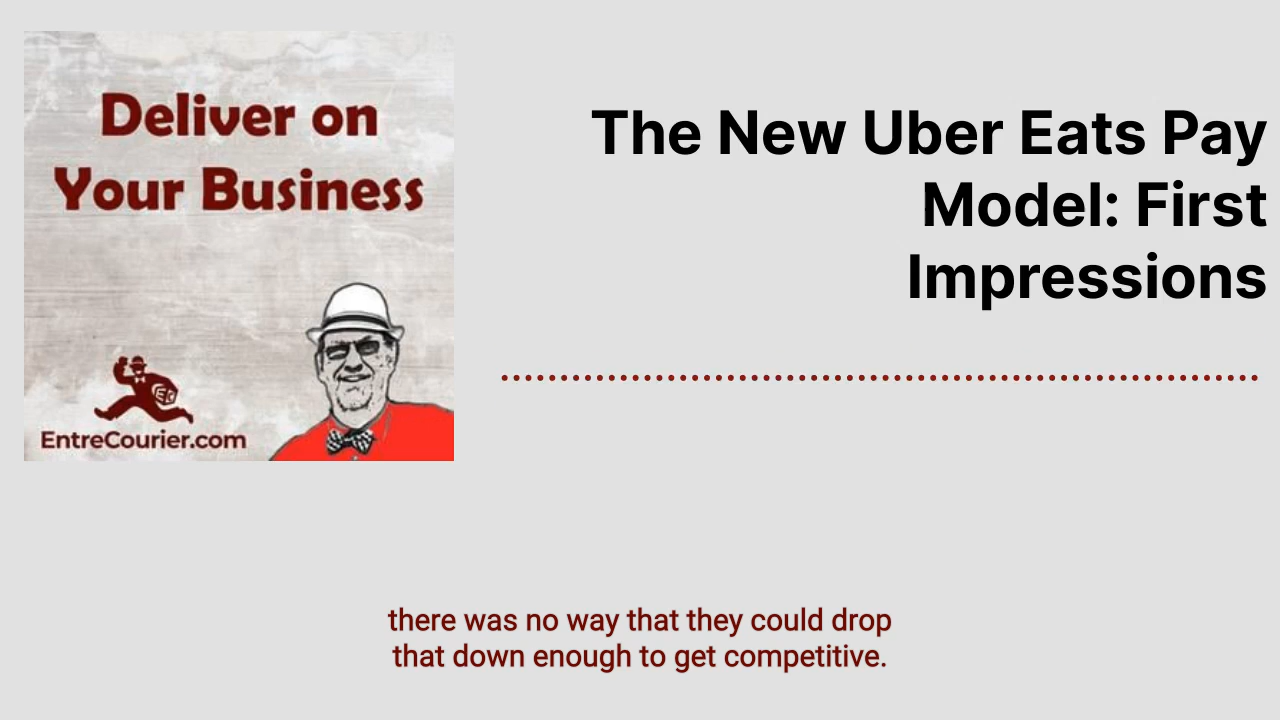 Deliver on
Your Business
EC
EntreCourier.com
The New Uber Eats Pay
Model: First
Impressions
there was no way that they could drop
that down enough to get competitive.